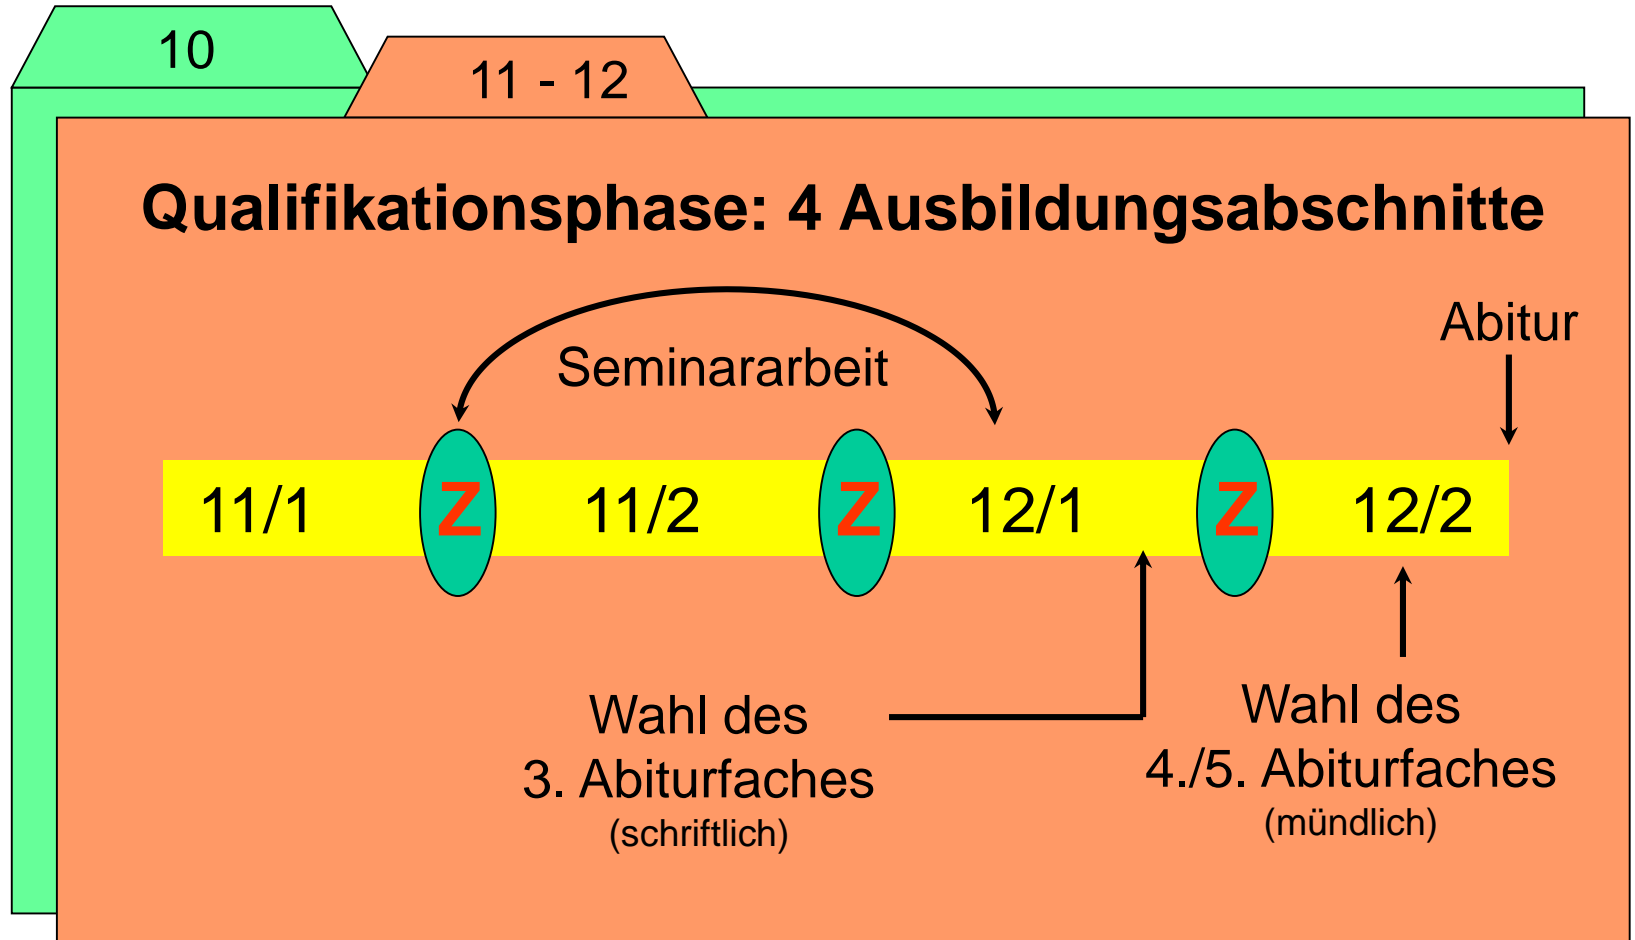 10
11 - 12
Qualifikationsphase: 4 Ausbildungsabschnitte
Abitur
Seminararbeit
11/1 Z 11/2 Z 12/1 Z 12/2
Wahl des
3. Abiturfaches
(schriftlich)
Wahl des
4./5. Abiturfaches
(mündlich)